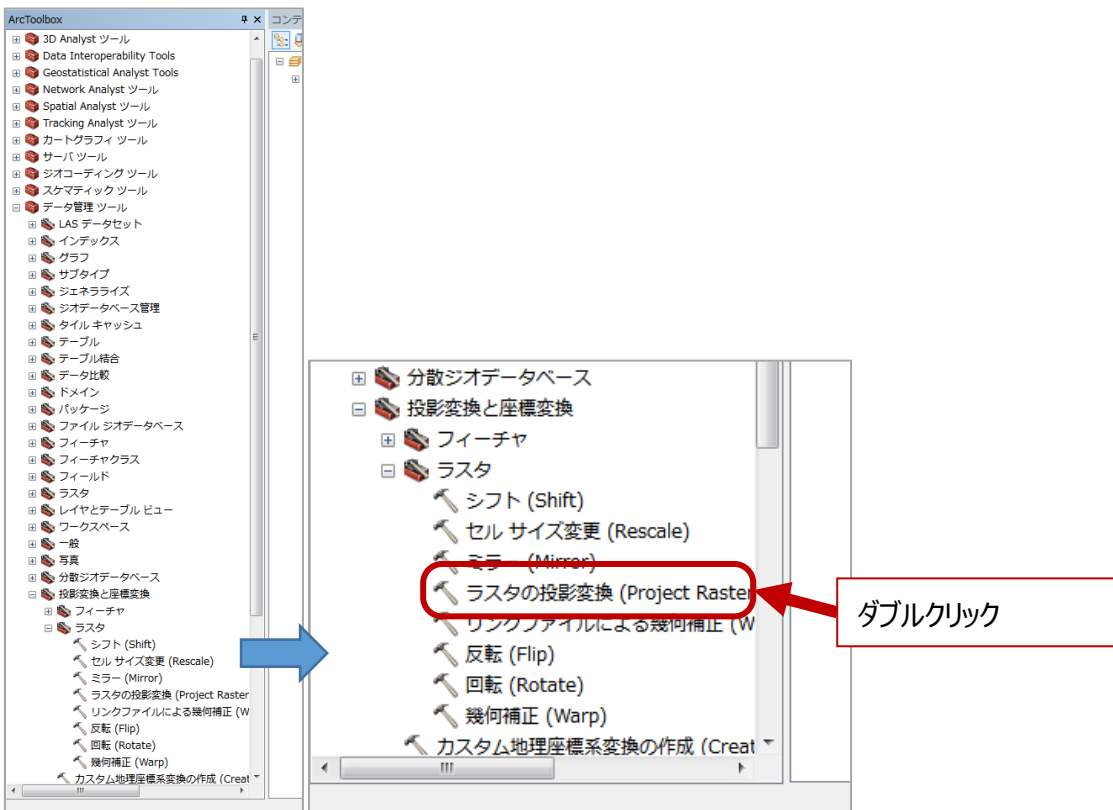 ArcToolbox
コンテ
3D Analyst ツール
Data Interoperability Tools
Geostatistical Analyst Tools
Network Analyst ツール
Spatial Analyst ツール
Tracking Analyst ツール
カートグラフィ ツール
サーバ ツール
ジオコーディング ツール
スケマティック ツール
データ管理 ツール
LAS データセット
インデックス
グラフ
サブタイプ
ジェネラライズ
ジオデータベース管理
タイル キャッシュ
テーブル
テーブル結合
データ比較
ドメイン
パッケージ
ファイル ジオデータベース
フィーチャ
フィーチャクラス
フィールド
ラスタ
レイヤとテーブル ビュー
ワークスペース
一般
写真
分散ジオデータベース
投影変換と座標変換
フィーチャ
ラスタ
シフト (Shift)
セル サイズ変更 (Rescale)
ミラー (Mirror)
ラスタの投影変換 (Project Raster
リンクファイルによる幾何補正 (W
反転 (Flip)
回転 (Rotate)
幾何補正 (Warp)
カスタム地理座標系変換の作成 (Creat
分散ジオデータベース
投影変換と座標変換
フィーチャ
ラスタ
シフト (Shift)
セル サイズ変更 (Rescale)
ミラー (Mirror)
ラスタの投影変換 (Project Raster
リンクファイルによる幾何補正 (W
反転 (Flip)
回転 (Rotate)
幾何補正 (Warp)
カスタム地理座標系変換の作成 (Creat
ダブルクリック